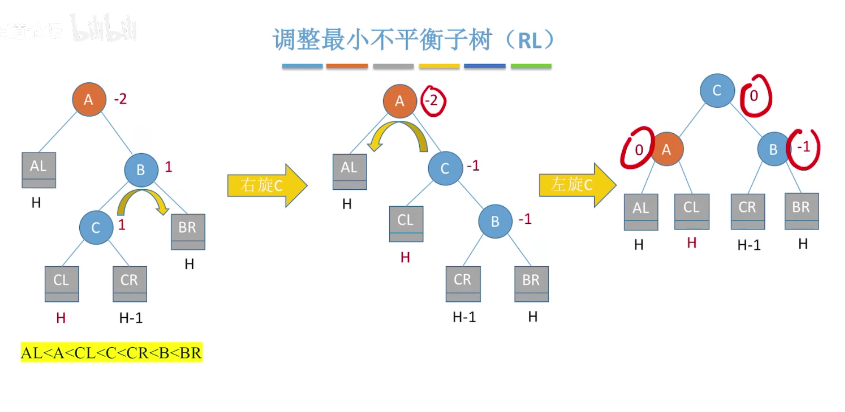 bilibili
调整最小不平衡子树（RL）
A -2
AL
H
B 1
C 1
BR
H
CL
H
CR
H-1
AL<A<CL<C<CR<B<BR
右旋C
A -2
AL
H
C -1
CL
H
B -1
CR
H-1
BR
H
左旋C
C 0
0 A
B -1
AL
CL
CR
BR
H
H
H-1
H